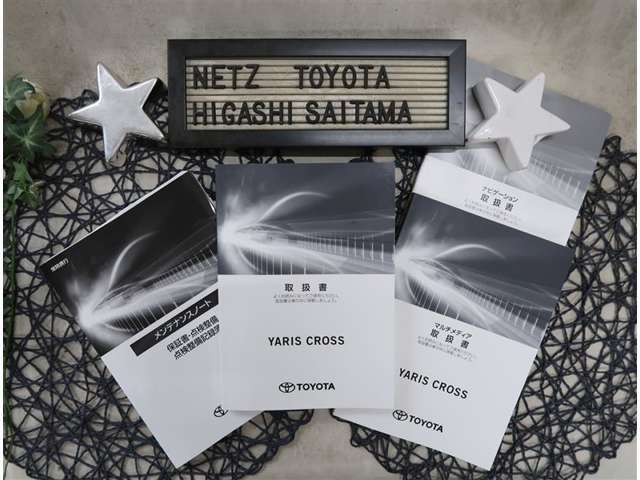 NETZ TOYOTA
HIGASHI SAITAMA
メンテナンスノート
保証書・点検整備
点検整備記録簿
TOYOTA
取扱書
YARIS CROSS
TOYOTA
ナビゲーション
取扱書
マルチメディア
取扱書
YARIS CROSS
TOYOTA